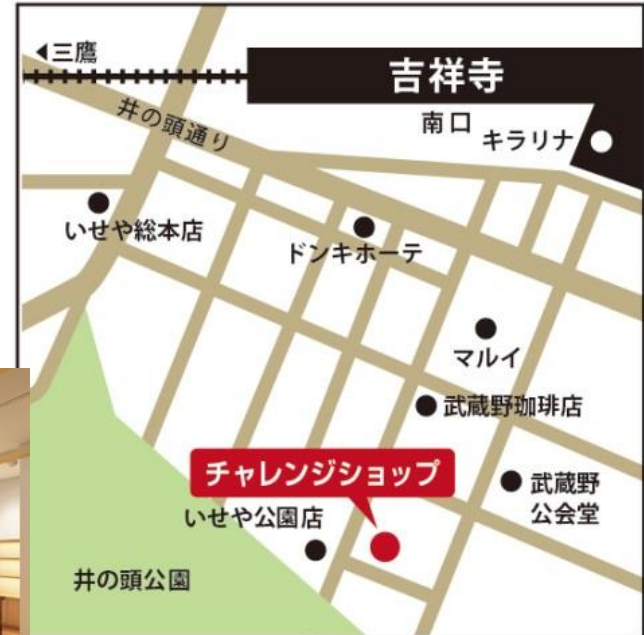 ◀三鷹
吉祥寺
南口
キラリナ
井の頭通り
いせや総本店
ドンキホーテ
マルイ
武蔵野珈琲店
チャレンジショップ
武蔵野
公会堂
いせや公園店
井の頭公園